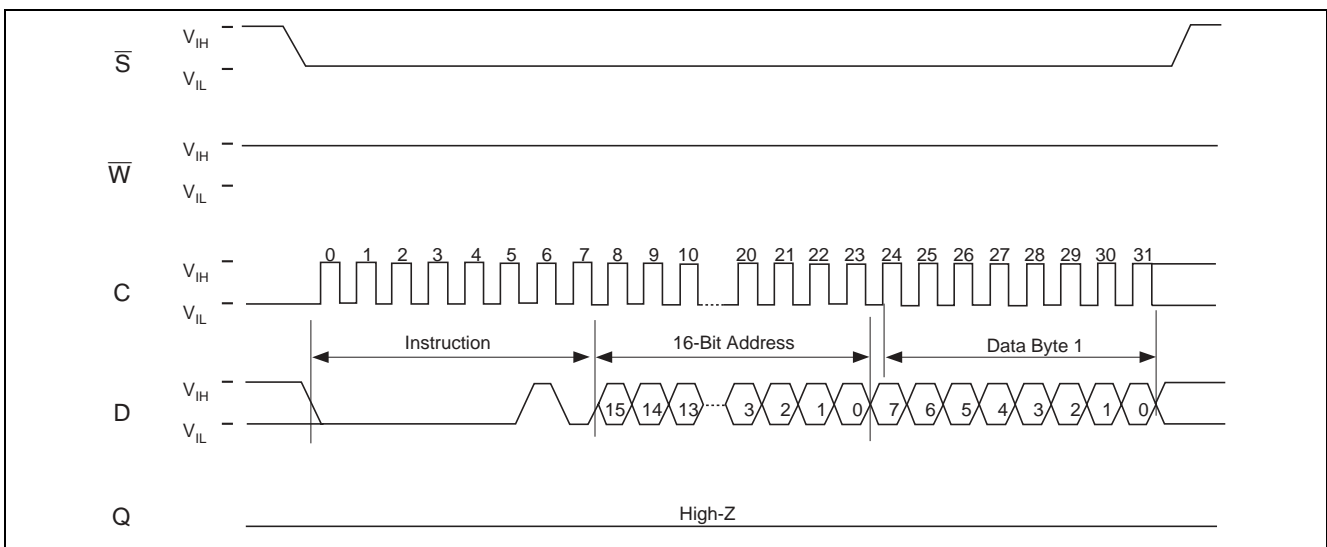 V_IH
S̅
V_IL
V_IH
W̅
V_IL
0 1 2 3 4 5 6 7 8 9 10 20 21 22 23 24 25 26 27 28 29 30 31
V_IH
C
V_IL
Instruction 16-Bit Address Data Byte 1
V_IH
D 15 14 13 3 2 1 0 7 6 5 4 3 2 1 0
V_IL
High-Z
Q